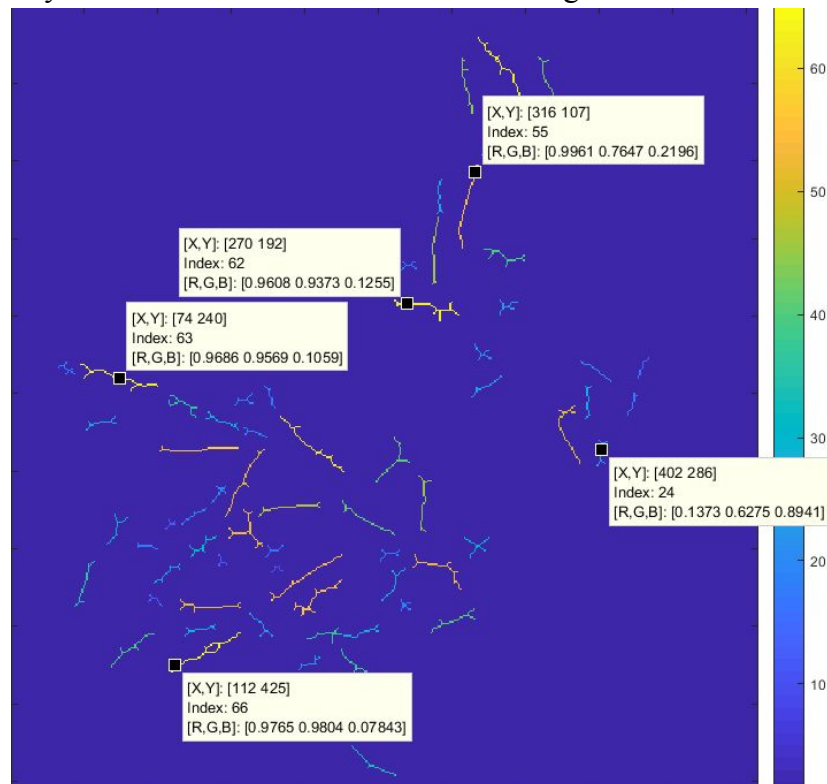 60
[X,Y]: [316 107]
Index: 55
[R,G,B]: [0.9961 0.7647 0.2196]
50
[X,Y]: [270 192]
Index: 62
[R,G,B]: [0.9608 0.9373 0.1255]
40
[X,Y]: [74 240]
Index: 63
[R,G,B]: [0.9686 0.9569 0.1059]
30
[X,Y]: [402 286]
Index: 24
[R,G,B]: [0.1373 0.6275 0.8941]
20
10
[X,Y]: [112 425]
Index: 66
[R,G,B]: [0.9765 0.9804 0.07843]